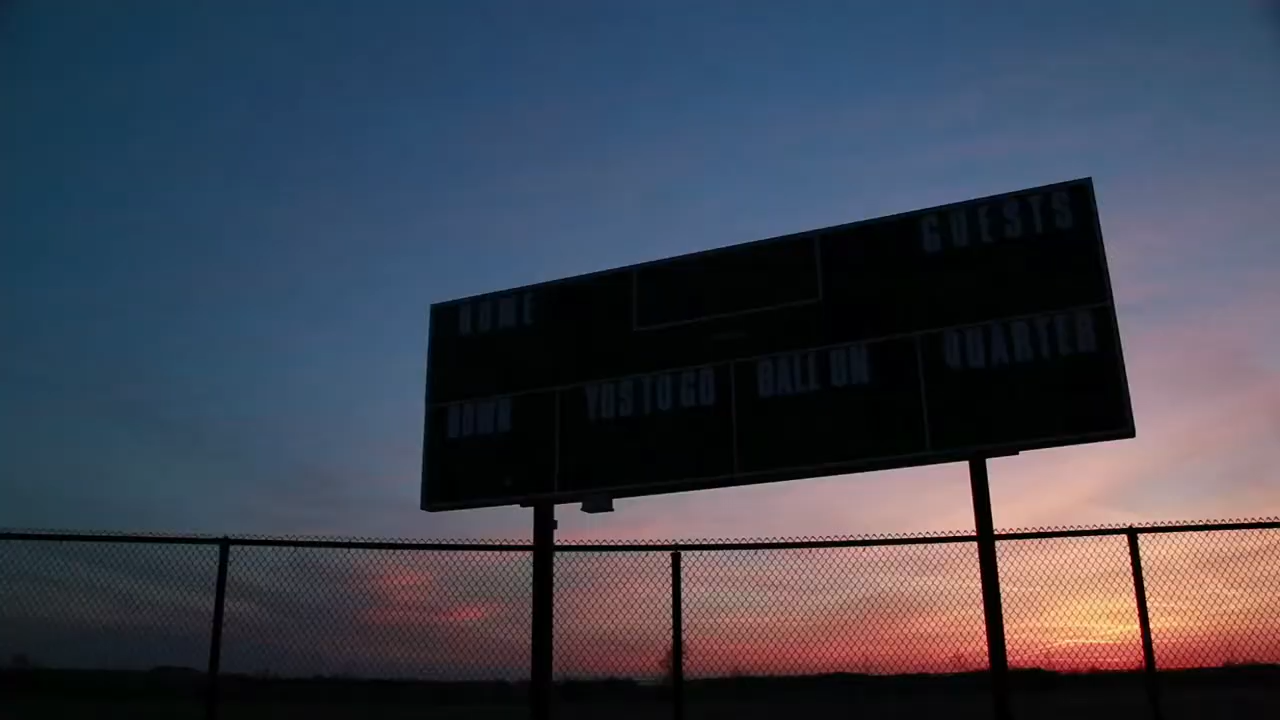 HOME
GUESTS
DOWN
YDS TO GO
BALL ON
QUARTER